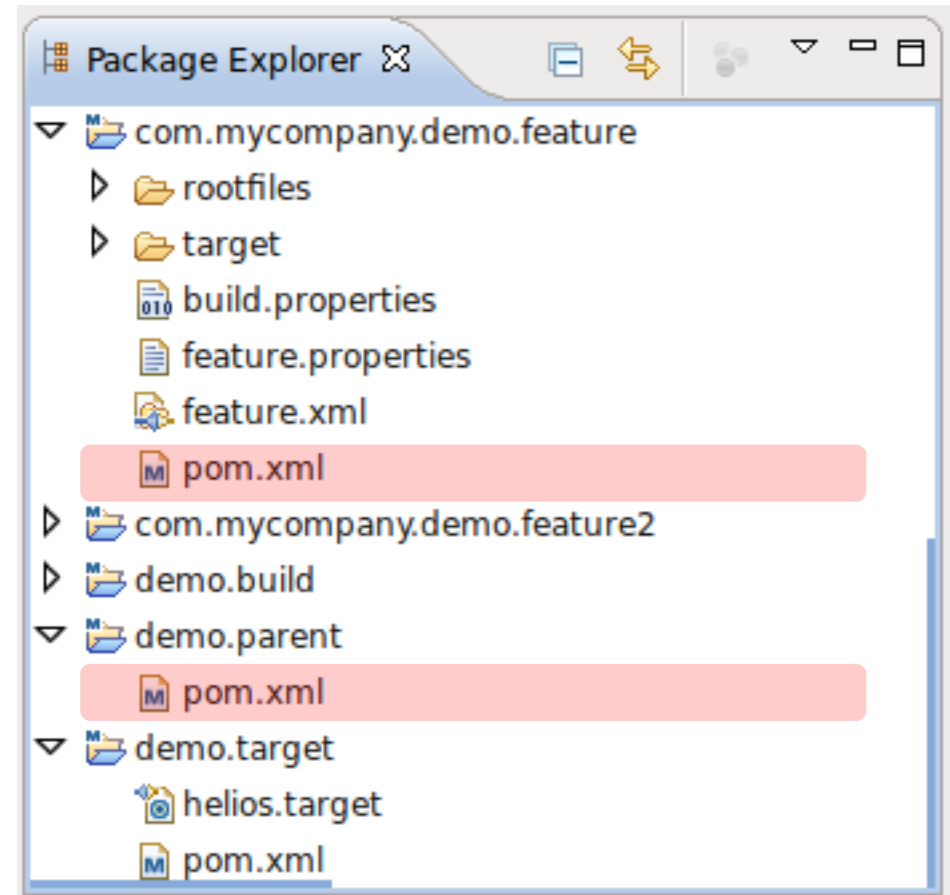 Package Explorer
com.mycompany.demo.feature
rootfiles
target
build.properties
feature.properties
feature.xml
pom.xml
com.mycompany.demo.feature2
demo.build
demo.parent
pom.xml
demo.target
helios.target
pom.xml